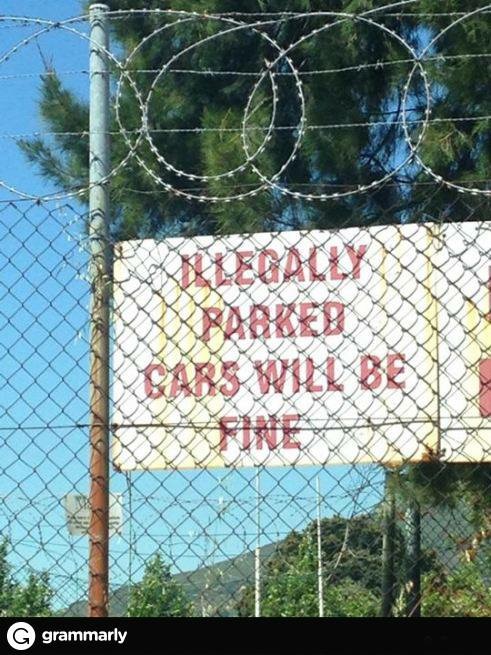 ILLEGALLY
PARKED
CARS WILL BE
FINE
grammarly